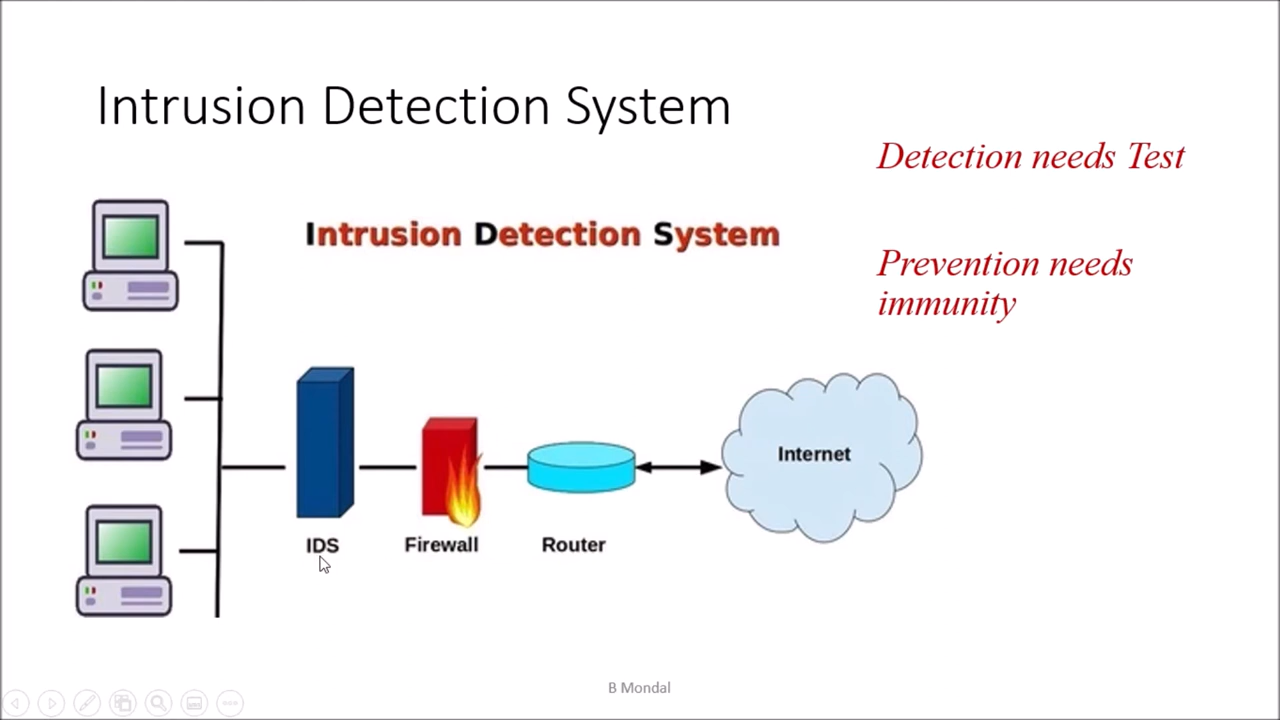 Intrusion Detection System
Detection needs Test
Intrusion Detection System
Prevention needs
immunity
Internet
IDS
Firewall
Router
B Mondal